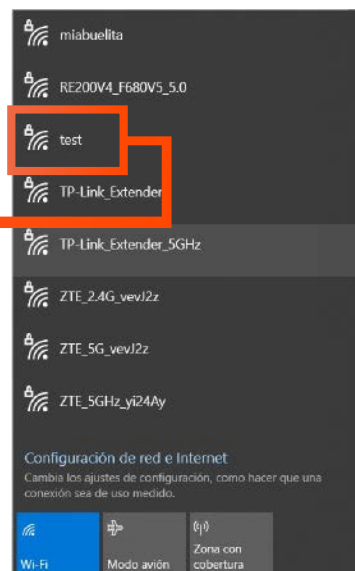 miabuelita
RE200V4_F680V5_5.0
test
TP-Link_Extender
TP-Link_Extender_5GHz
ZTE_2.4G_vevJ2z
ZTE_5G_vevJ2z
ZTE_5GHz_yi24Ay
Configuración de red e Internet
Cambia los ajustes de configuración, como hacer que una
conexión sea de uso medido.
Wi-Fi
Modo avión
Zona con
cobertura